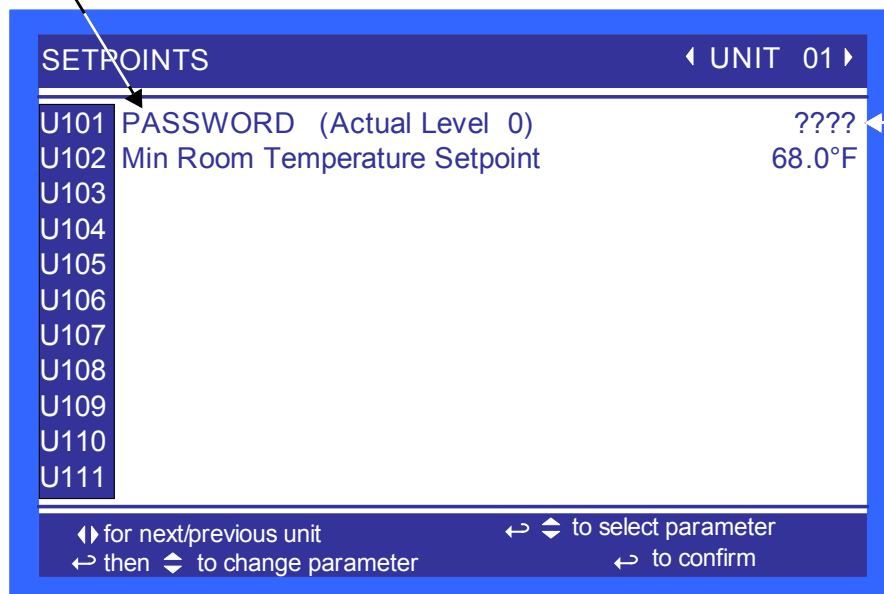 SETPOINTS UNIT 01
U101 PASSWORD (Actual Level 0) ????
U102 Min Room Temperature Setpoint 68.0°F
U103
U104
U105
U106
U107
U108
U109
U110
U111
for next/previous unit to select parameter
then to change parameter to confirm